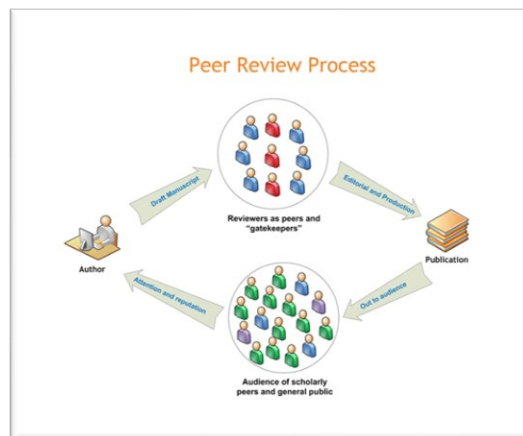 Peer Review Process
Draft Manuscript
Reviewers as peers and
"gatekeepers"
Editorial and Production
Author
Publication
Attention and reputation
Out to audience
Audience of scholarly
peers and general public